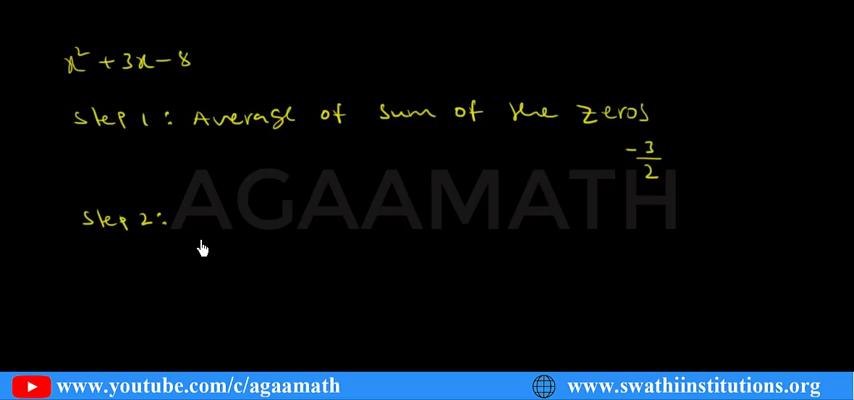 x² + 3x - 8
Step 1: Average of sum of the zeros
-3/2
AGAAMATH
Step 2:
www.youtube.com/c/agaamath
www.swathiinstitutions.org